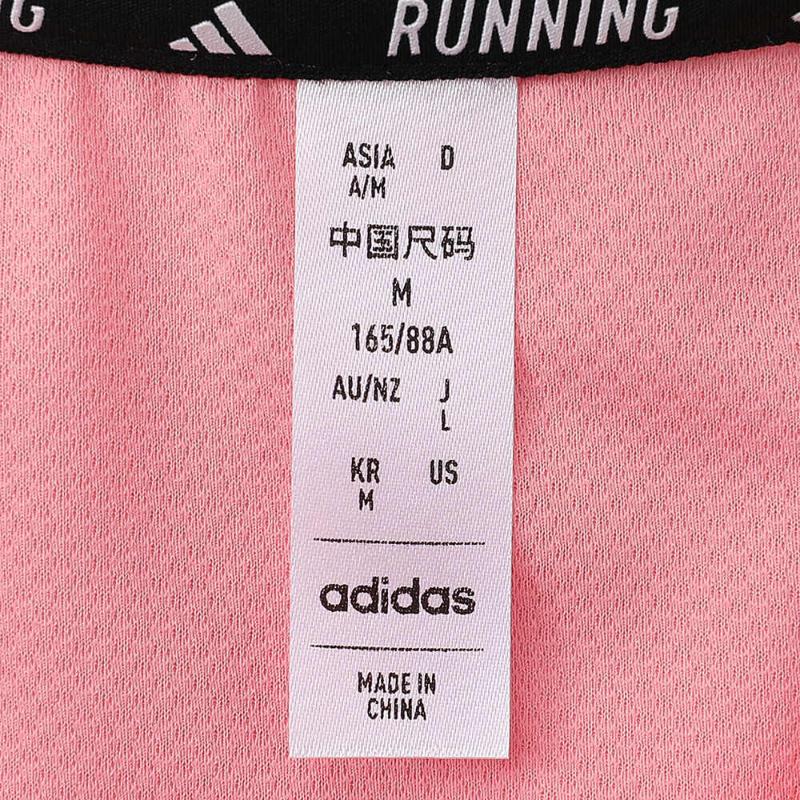 G RUNNING
ASIA D
A/M
中国尺码
M
165/88A
AU/NZ J
L
KR US
M
adidas
MADE IN
CHINA